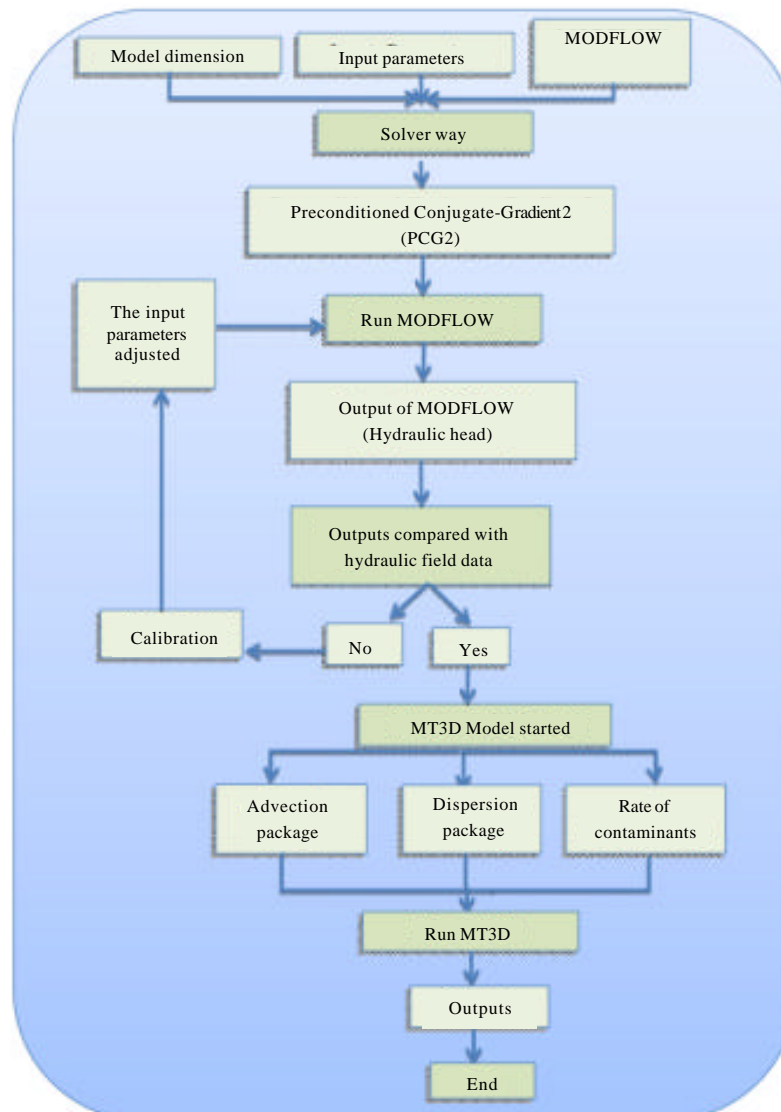 Model dimension
Input parameters
MODFLOW
Solver way
Preconditioned Conjugate-Gradient2
(PCG2)
The input
parameters
adjusted
Run MODFLOW
Output of MODFLOW
(Hydraulic head)
Outputs compared with
hydraulic field data
Calibration
No
Yes
MT3D Model started
Advection
package
Dispersion
package
Rate of
contaminants
Run MT3D
Outputs
End